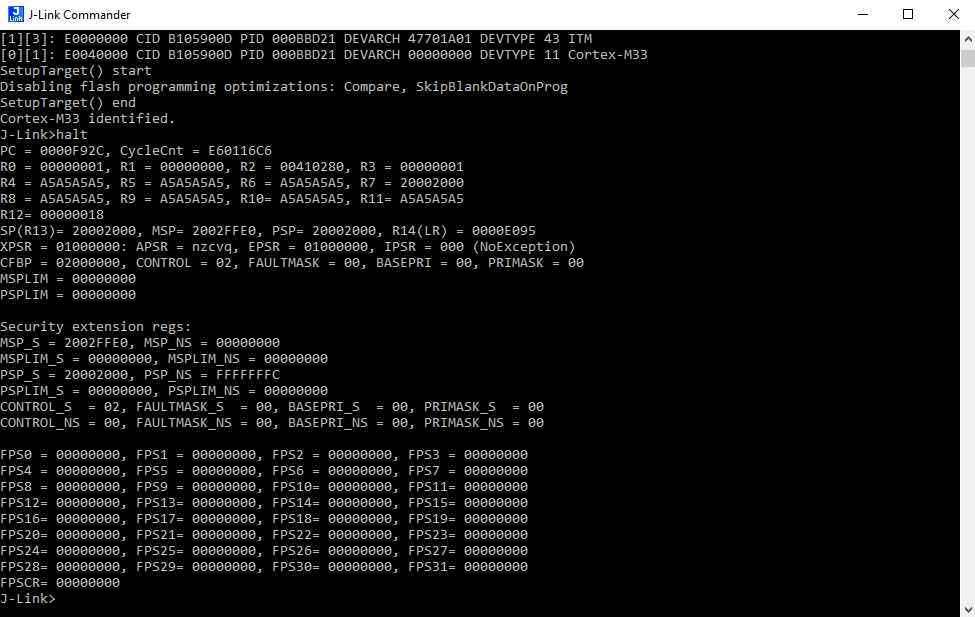 J-Link Commander
[1][3]: E0000000 CID B105900D PID 000BBD21 DEVARCH 47701A01 DEVTYPE 43 ITM
[0][1]: E0040000 CID B105900D PID 000BBD21 DEVARCH 00000000 DEVTYPE 11 Cortex-M33
SetupTarget() start
Disabling flash programming optimizations: Compare, SkipBlankDataOnProg
SetupTarget() end
Cortex-M33 identified.
J-Link>halt
PC = 0000F92C, CycleCnt = E60116C6
R0 = 00000001, R1 = 00000000, R2 = 00410280, R3 = 00000001
R4 = A5A5A5A5, R5 = A5A5A5A5, R6 = A5A5A5A5, R7 = 20002000
R8 = A5A5A5A5, R9 = A5A5A5A5, R10= A5A5A5A5, R11= A5A5A5A5
R12= 00000018
SP(R13)= 20002000, MSP= 2002FFE0, PSP= 20002000, R14(LR) = 0000E095
XPSR = 01000000: APSR = nzcvq, EPSR = 01000000, IPSR = 000 (NoException)
CFBP = 02000000, CONTROL = 02, FAULTMASK = 00, BASEPRI = 00, PRIMASK = 00
MSPLIM = 00000000
PSPLIM = 00000000
Security extension regs:
MSP_S = 2002FFE0, MSP_NS = 00000000
MSPLIM_S = 00000000, MSPLIM_NS = 00000000
PSP_S = 20002000, PSP_NS = FFFFFFFC
PSPLIM_S = 00000000, PSPLIM_NS = 00000000
CONTROL_S  = 02, FAULTMASK_S  = 00, BASEPRI_S  = 00, PRIMASK_S  = 00
CONTROL_NS = 00, FAULTMASK_NS = 00, BASEPRI_NS = 00, PRIMASK_NS = 00
FPS0 = 00000000, FPS1 = 00000000, FPS2 = 00000000, FPS3 = 00000000
FPS4 = 00000000, FPS5 = 00000000, FPS6 = 00000000, FPS7 = 00000000
FPS8 = 00000000, FPS9 = 00000000, FPS10= 00000000, FPS11= 00000000
FPS12= 00000000, FPS13= 00000000, FPS14= 00000000, FPS15= 00000000
FPS16= 00000000, FPS17= 00000000, FPS18= 00000000, FPS19= 00000000
FPS20= 00000000, FPS21= 00000000, FPS22= 00000000, FPS23= 00000000
FPS24= 00000000, FPS25= 00000000, FPS26= 00000000, FPS27= 00000000
FPS28= 00000000, FPS29= 00000000, FPS30= 00000000, FPS31= 00000000
FPSCR= 00000000
J-Link>